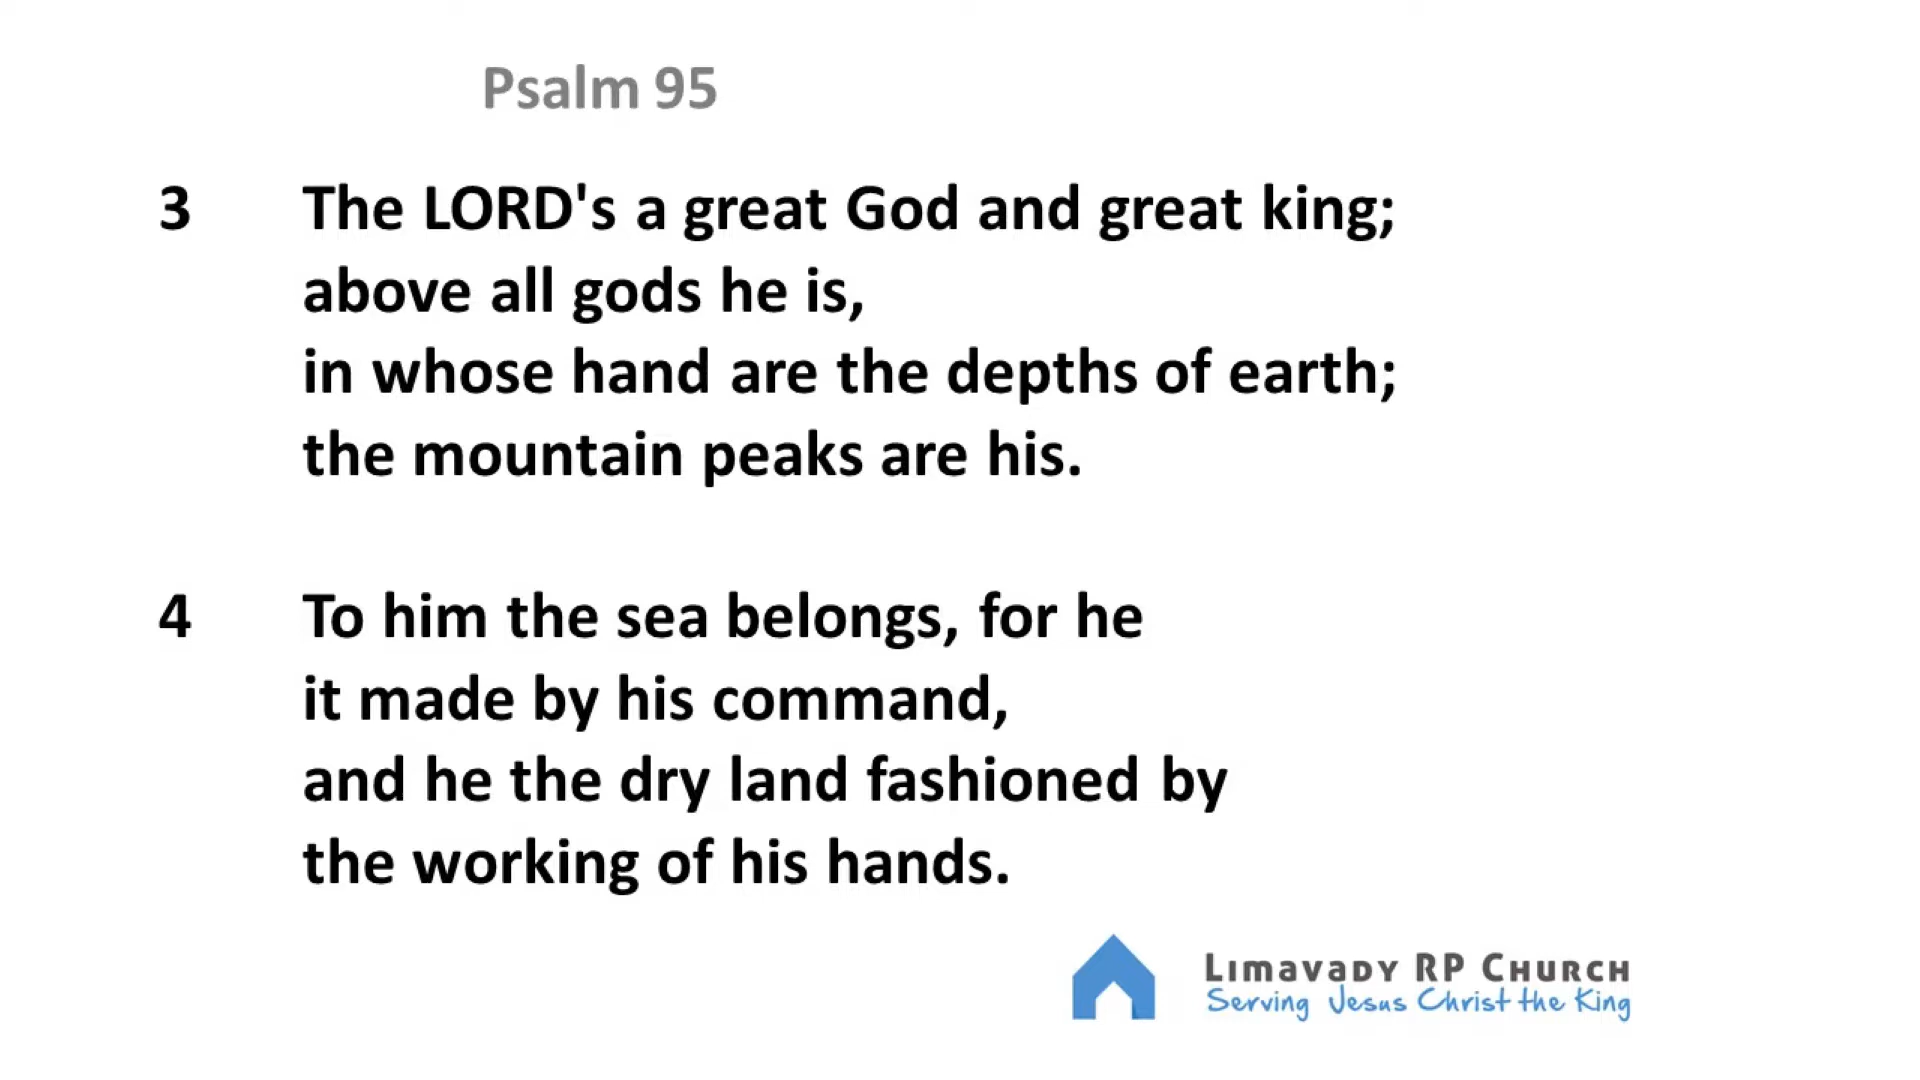 Psalm 95
3 The LORD's a great God and great king;
above all gods he is,
in whose hand are the depths of earth;
the mountain peaks are his.
4 To him the sea belongs, for he
it made by his command,
and he the dry land fashioned by
the working of his hands.
LIMAVADY RP CHURCH
Serving Jesus Christ the King